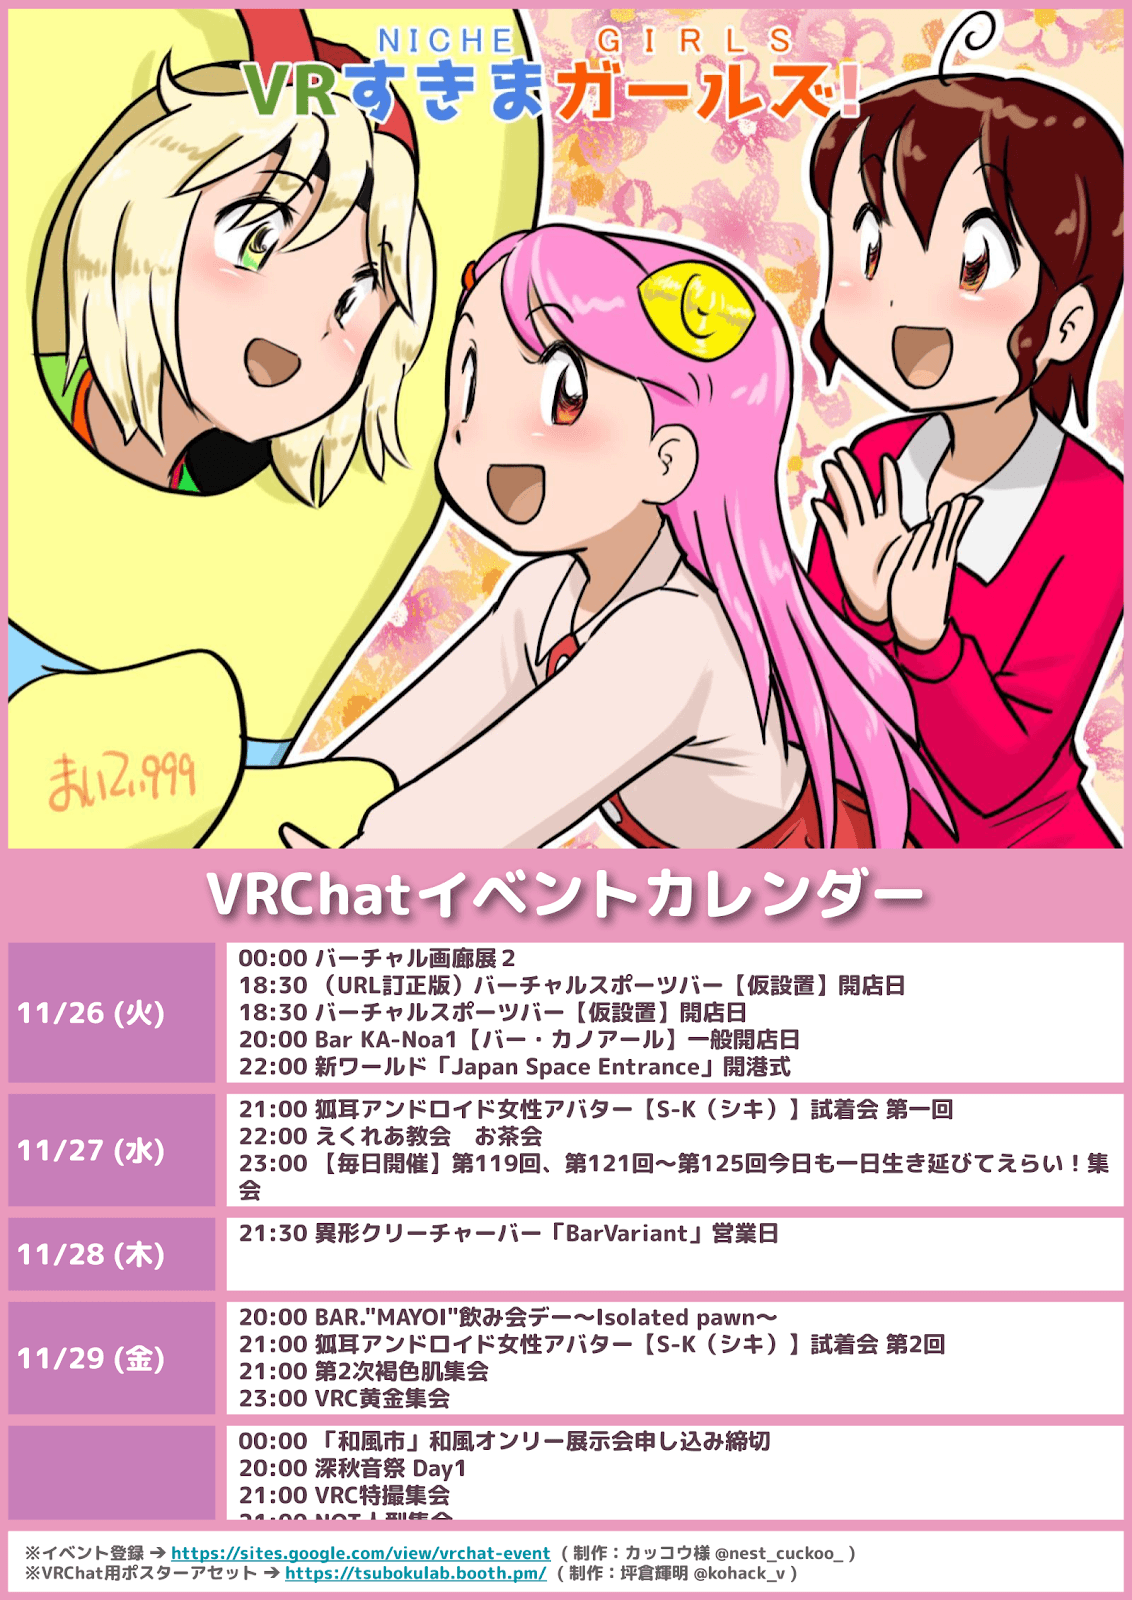 NICHE GIRLS
VRすきまガールズ!
まいてい999
VRChatイベントカレンダー
11/26 (火)
00:00 バーチャル画廊展２
18:30 （URL訂正版）バーチャルスポーツバー【仮設置】開店日
18:30 バーチャルスポーツバー【仮設置】開店日
20:00 Bar KA-Noa1【バー・カノアール】一般開店日
22:00 新ワールド「Japan Space Entrance」開港式
11/27 (水)
21:00 狐耳アンドロイド女性アバター【S-K（シキ）】試着会 第一回
22:00 えくれあ教会　お茶会
23:00 【毎日開催】第119回、第121回〜第125回今日も一日生き延びてえらい！集
会
11/28 (木)
21:30 異形クリーチャーバー「BarVariant」営業日
11/29 (金)
20:00 BAR."MAYOI"飲み会デー〜Isolated pawn〜
21:00 狐耳アンドロイド女性アバター【S-K（シキ）】試着会 第2回
21:00 第2次褐色肌集会
23:00 VRC黄金集会
00:00 「和風市」和風オンリー展示会申し込み締切
20:00 深秋音祭 Day1
21:00 VRC特撮集会
21:00 NOT人型集会
※イベント登録 → https://sites.google.com/view/vrchat-event （ 制作：カッコウ様 @nest_cuckoo_ ）
※VRChat用ポスターアセット → https://tsubokulab.booth.pm/ （ 制作：坪倉輝明 @kohack_v ）